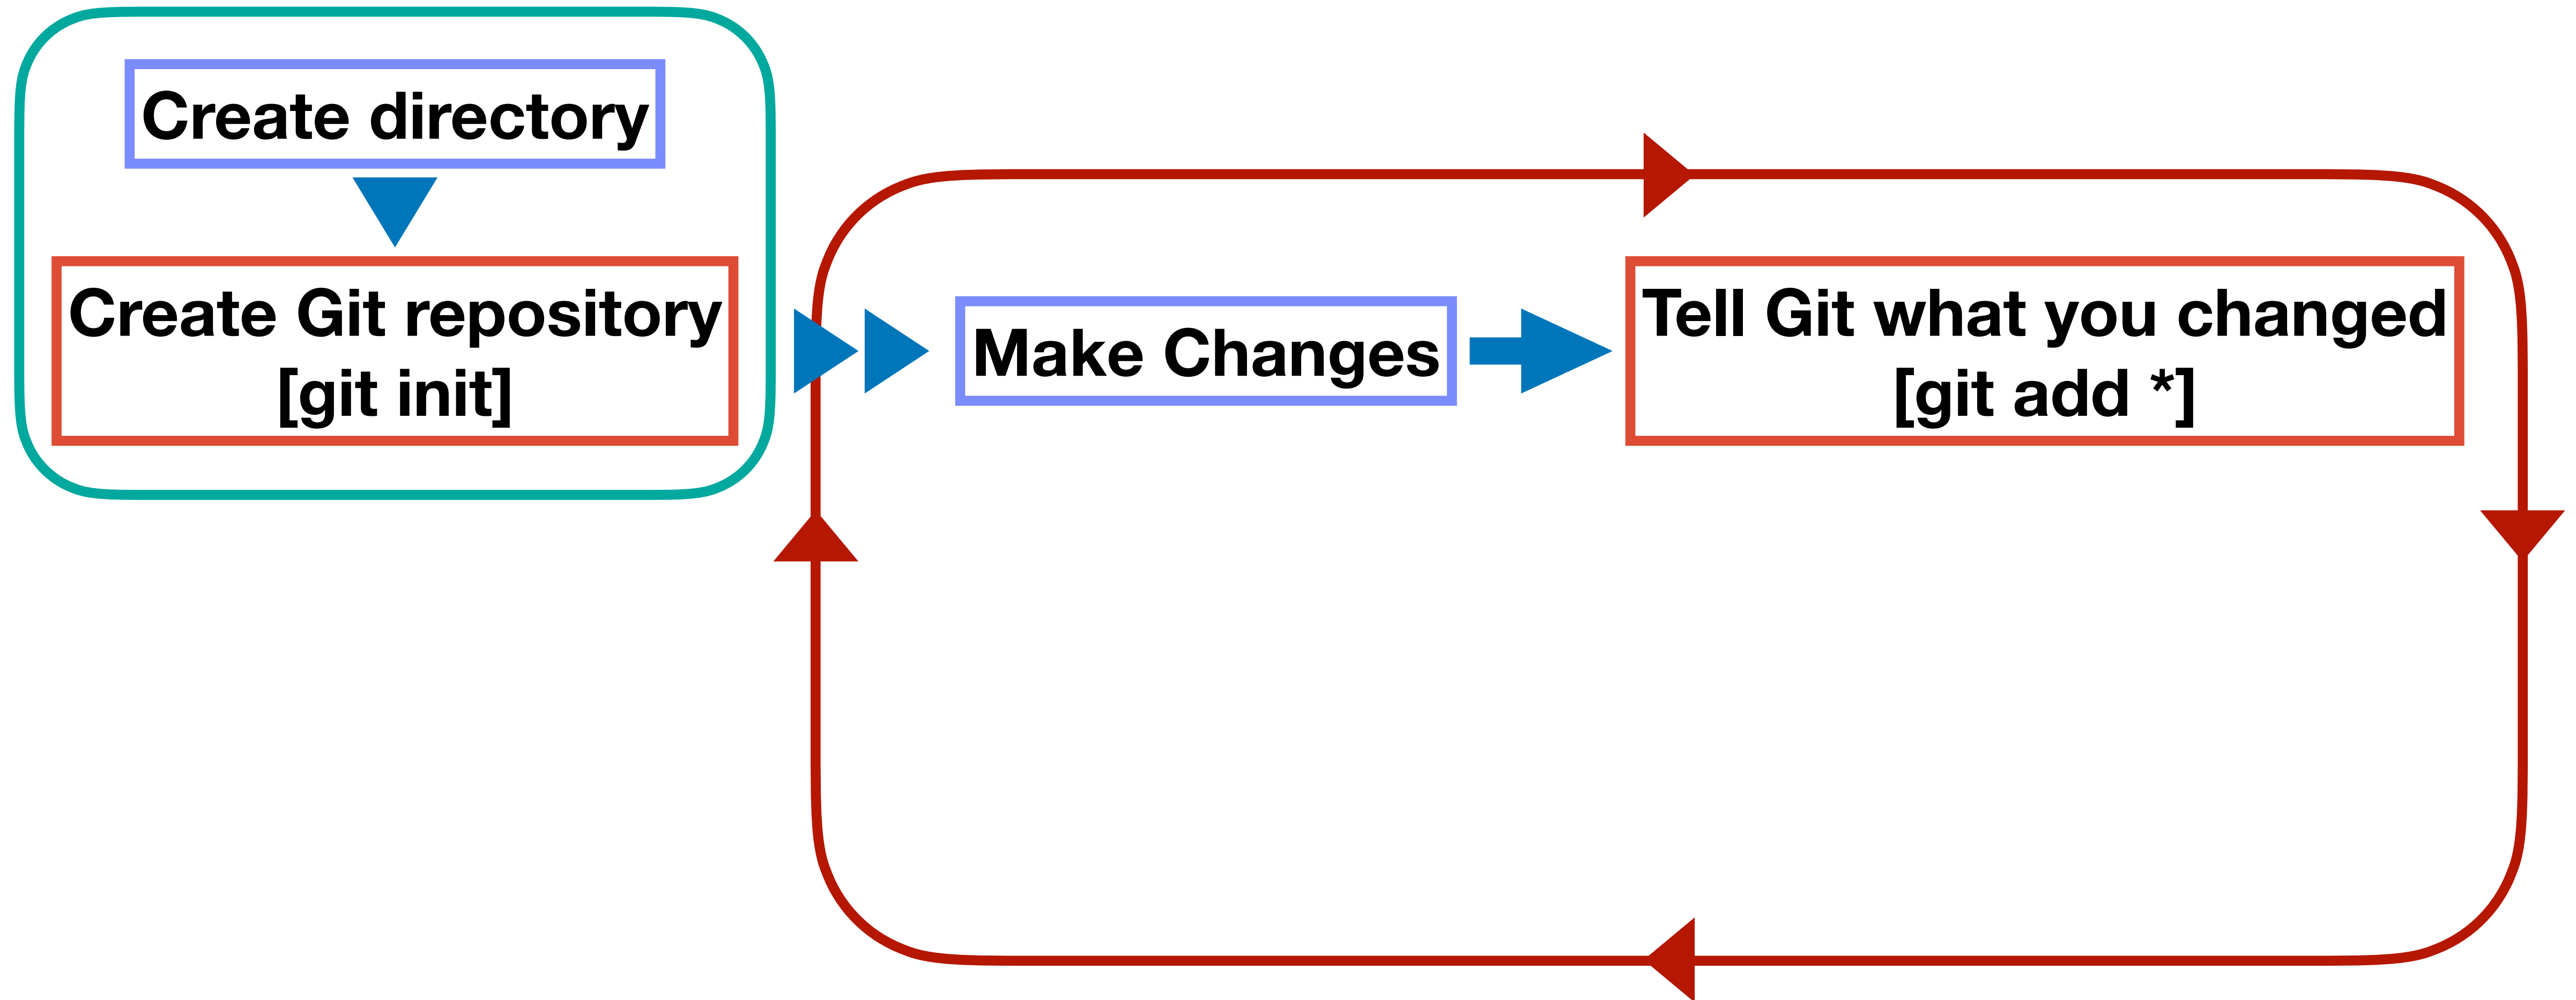 Create directory
Create Git repository
[git init]
Make Changes
Tell Git what you changed
[git add *]